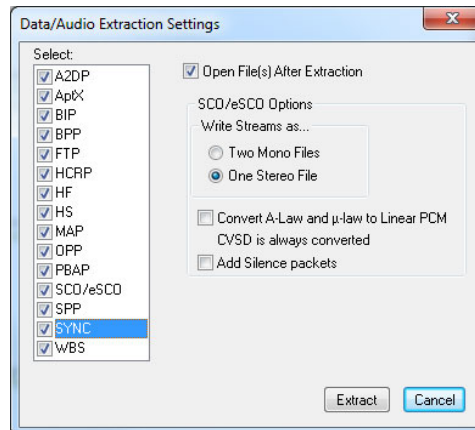 Data/Audio Extraction Settings
Select:
A2DP
AptX
BIP
BPP
FTP
HCRP
HF
HS
MAP
OPP
PBAP
SCO/eSCO
SPP
SYNC
WBS
Open File(s) After Extraction
SCO/eSCO Options
Write Streams as...
Two Mono Files
One Stereo File
Convert A-Law and µ-law to Linear PCM
CVSD is always converted
Add Silence packets
Extract
Cancel